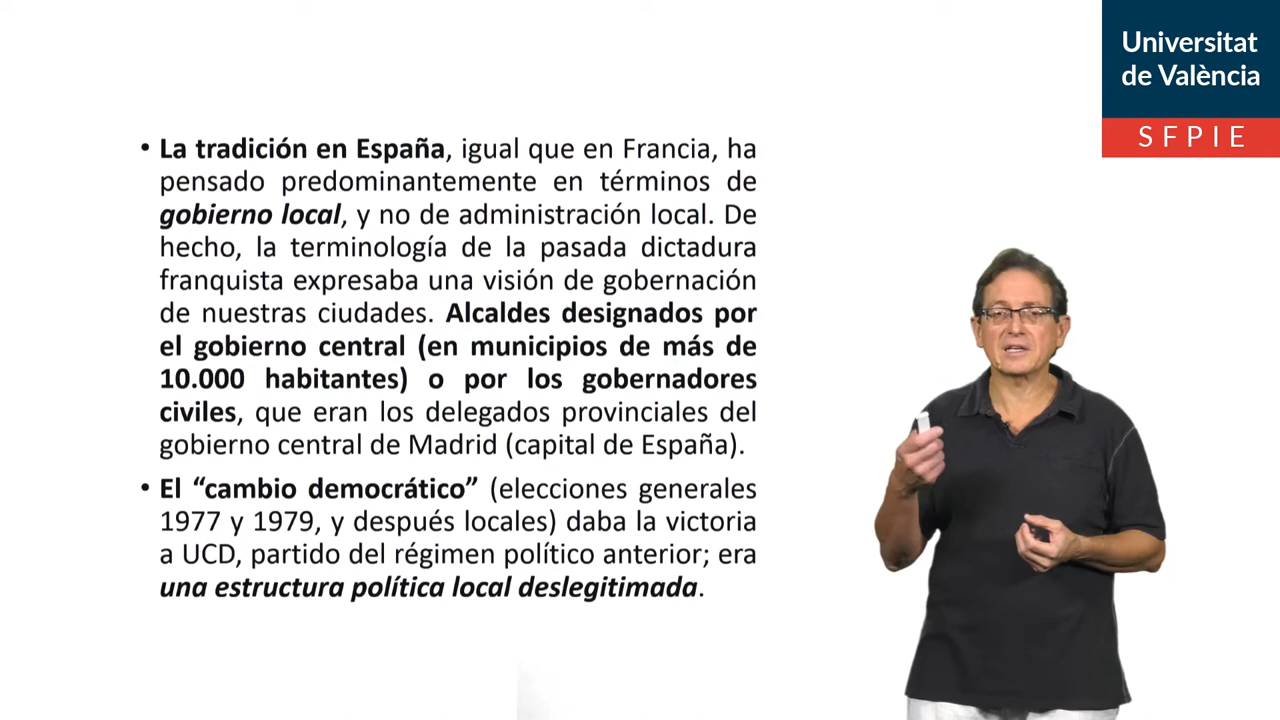 Universitat
de València
SFPIE
• La tradición en España, igual que en Francia, ha
pensado predominantemente en términos de
gobierno local, y no de administración local. De
hecho, la terminología de la pasada dictadura
franquista expresaba una visión de gobernación
de nuestras ciudades. Alcaldes designados por
el gobierno central (en municipios de más de
10.000 habitantes) o por los gobernadores
civiles, que eran los delegados provinciales del
gobierno central de Madrid (capital de España).
• El “cambio democrático” (elecciones generales
1977 y 1979, y después locales) daba la victoria
a UCD, partido del régimen político anterior; era
una estructura política local deslegitimada.